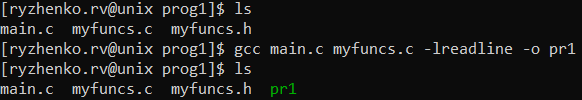 [ryzhenko.rv@unix prog1]$ ls
main.c  myfuncs.c  myfuncs.h
[ryzhenko.rv@unix prog1]$ gcc main.c myfuncs.c -lreadline -o pr1
[ryzhenko.rv@unix prog1]$ ls
main.c  myfuncs.c  myfuncs.h  pr1